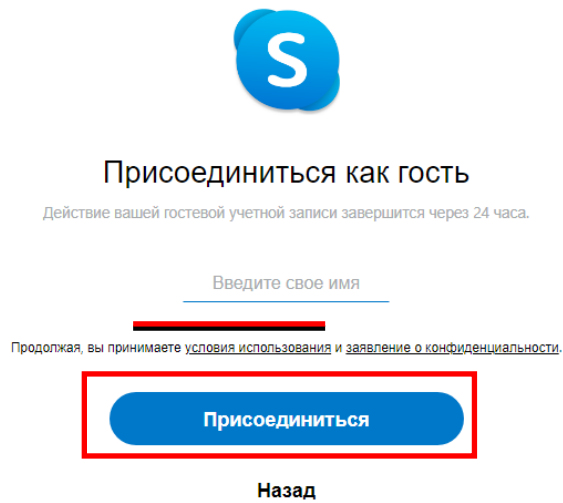 S
Присоединиться как гость
Действие вашей гостевой учетной записи завершится через 24 часа.
Введите свое имя
Продолжая, вы принимаете условия использования и заявление о конфиденциальности.
Присоединиться
Назад